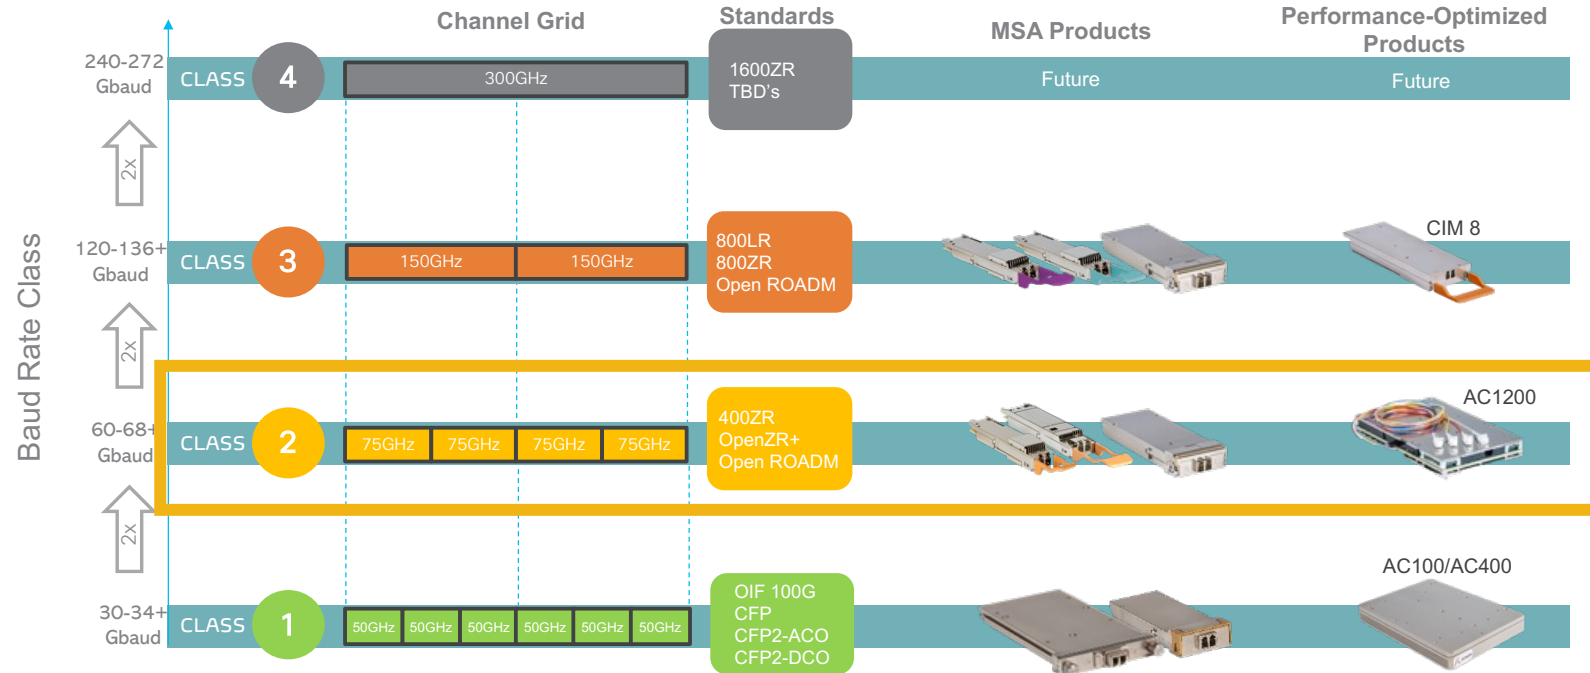 Channel Grid
Standards
MSA Products
Performance-Optimized
Products
Baud Rate Class
240-272
Gbaud
CLASS
4
300GHz
1600ZR
TBD's
Future
Future
2x
120-136+
Gbaud
CLASS
3
150GHz
150GHz
800LR
800ZR
Open ROADM
CIM 8
2x
60-68+
Gbaud
CLASS
2
75GHz
75GHz
75GHz
75GHz
400ZR
OpenZR+
Open ROADM
AC1200
2x
30-34+
Gbaud
CLASS
1
50GHz
50GHz
50GHz
50GHz
50GHz
50GHz
OIF 100G
CFP
CFP2-ACO
CFP2-DCO
AC100/AC400